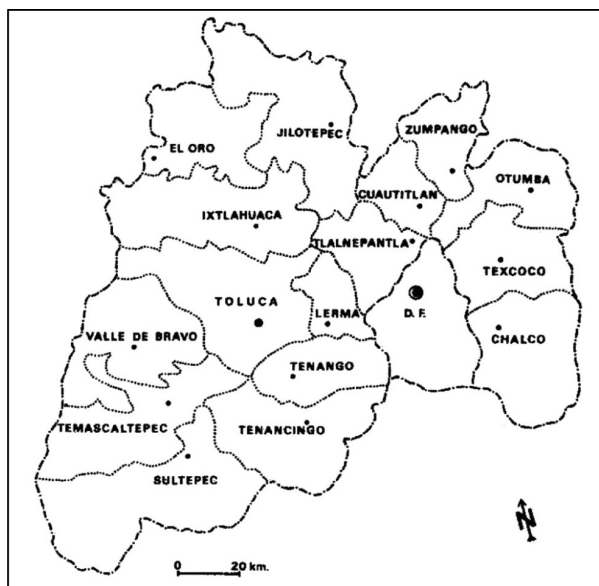 ZUMPANGO
JILOTEPEC
EL ORO
OTUMBA
CUAUTITLAN
IXTLAHUACA
TLALNEPANTLA
TEXCOCO
TOLUCA
LERMA
D. F.
VALLE DE BRAVO
CHALCO
TENANGO
TEMASCALTEPEC
TENANCINGO
SULTEPEC
N
0 20 km.